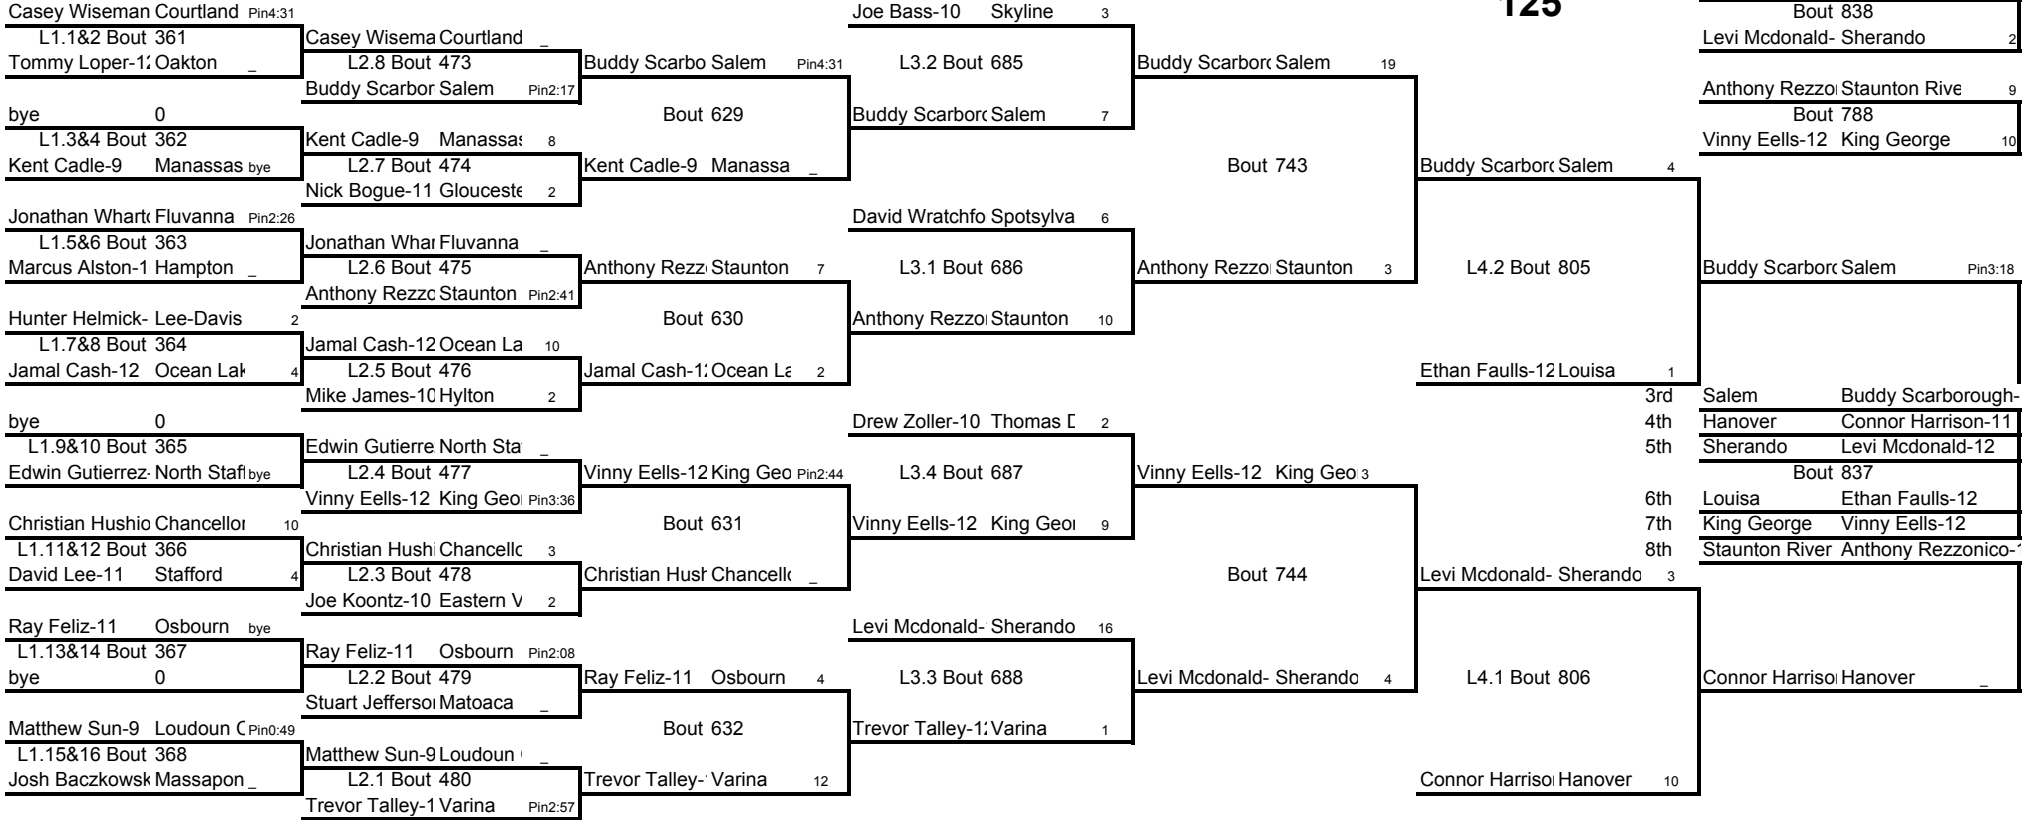 125
Casey Wiseman Courtland Pin4:31
L1.1&2 Bout 361
Tommy Loper-12 Oakton _
bye 0
L1.3&4 Bout 362
Kent Cadle-9 Manassas bye
Jonathan Whart Fluvanna Pin2:26
L1.5&6 Bout 363
Marcus Alston-1 Hampton _
Hunter Helmick- Lee-Davis 2
L1.7&8 Bout 364
Jamal Cash-12 Ocean Lak 4
bye 0
L1.9&10 Bout 365
Edwin Gutierrez- North Staff bye
Christian Hushio Chancellor 10
L1.11&12 Bout 366
David Lee-11 Stafford 4
Ray Feliz-11 Osbourn bye
L1.13&14 Bout 367
bye 0
Matthew Sun-9 Loudoun C Pin0:49
L1.15&16 Bout 368
Josh Baczkowsk Massapon _
Casey Wisema Courtland _
L2.8 Bout 473
Buddy Scarbor Salem Pin2:17
Kent Cadle-9 Manassas 8
L2.7 Bout 474
Nick Bogue-11 Glouceste 2
Jonathan Whar Fluvanna _
L2.6 Bout 475
Anthony Rezzo Staunton Pin2:41
Jamal Cash-12 Ocean La 10
L2.5 Bout 476
Mike James-10 Hylton 2
Edwin Gutierre North Sta _
L2.4 Bout 477
Vinny Eells-12 King Geo Pin3:36
Christian Hushi Chancello 3
L2.3 Bout 478
Joe Koontz-10 Eastern V 2
Ray Feliz-11 Osbourn Pin2:08
L2.2 Bout 479
Stuart Jefferso Matoaca _
Matthew Sun-9 Loudoun _
L2.1 Bout 480
Trevor Talley-1 Varina Pin2:57
Buddy Scarbo Salem Pin4:31
Bout 629
Kent Cadle-9 Manassa _
Anthony Rezz Staunton 7
Bout 630
Jamal Cash-12 Ocean La 2
Vinny Eells-12 King Geo Pin2:44
Bout 631
Christian Hush Chancello _
Ray Feliz-11 Osbourn 4
Bout 632
Trevor Talley- Varina 12
Joe Bass-10 Skyline 3
L3.2 Bout 685
Buddy Scarboro Salem 7
David Wratchfo Spotsylva 6
L3.1 Bout 686
Anthony Rezzo Staunton 10
Drew Zoller-10 Thomas D 2
L3.4 Bout 687
Vinny Eells-12 King Geor 9
Levi Mcdonald- Sherando 16
L3.3 Bout 688
Trevor Talley-12 Varina 1
Buddy Scarboro Salem 19
Bout 743
Anthony Rezzo Staunton 3
Vinny Eells-12 King Geo 3
Bout 744
Levi Mcdonald- Sherando 4
Buddy Scarboro Salem 4
L4.2 Bout 805
Ethan Faulls-12 Louisa 1
Levi Mcdonald- Sherando 3
L4.1 Bout 806
Connor Harriso Hanover 10
Bout 838
Levi Mcdonald- Sherando 2
Anthony Rezzo Staunton Rive 9
Bout 788
Vinny Eells-12 King George 10
Buddy Scarboro Salem Pin3:18
3rd Salem Buddy Scarborough-
4th Hanover Connor Harrison-11
5th Sherando Levi Mcdonald-12
Bout 837
6th Louisa Ethan Faulls-12
7th King George Vinny Eells-12
8th Staunton River Anthony Rezzonico-1
Connor Harriso Hanover _